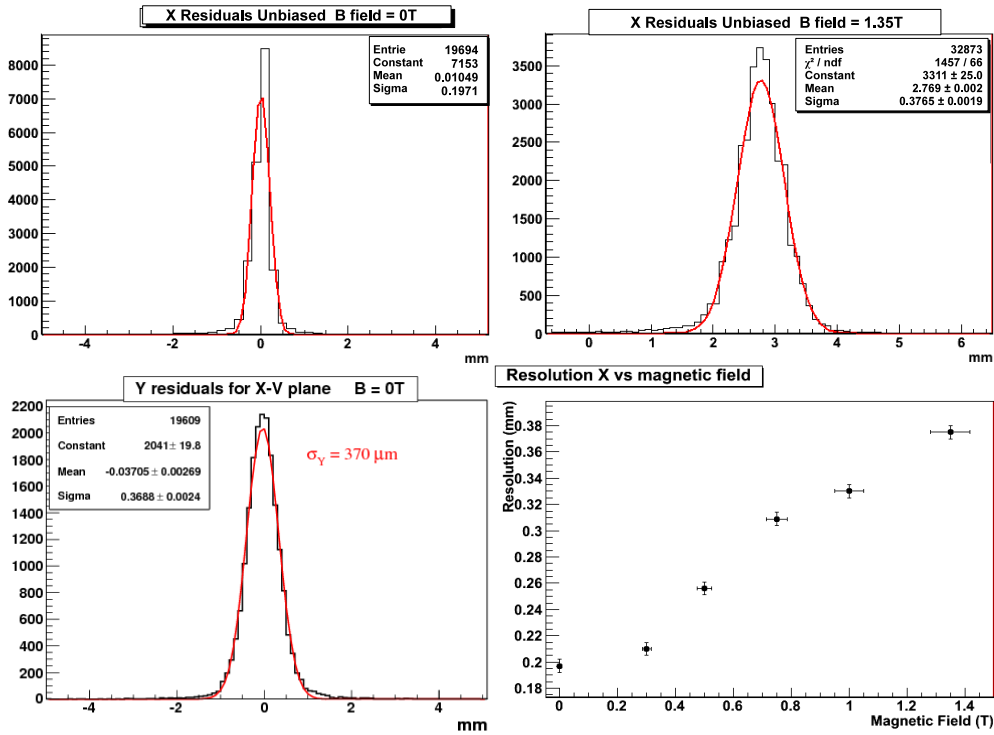 X Residuals Unbiased B field = 0T
Entrie 19694
Constant 7153
Mean 0.01049
Sigma 0.1971
8000
7000
6000
5000
4000
3000
2000
1000
0
-4 -2 0 2 4
mm
X Residuals Unbiased B field = 1.35T
Entries 32873
χ² / ndf 1457 / 66
Constant 3311 ± 25.0
Mean 2.769 ± 0.002
Sigma 0.3765 ± 0.0019
3500
3000
2500
2000
1500
1000
500
0
0 1 2 3 4 5 6
mm
Y residuals for X-V plane B = 0T
Entries 19609
Constant 2041 ± 19.8
Mean -0.03705 ± 0.00269
Sigma 0.3688 ± 0.0024
σY = 370 μm
2200
2000
1800
1600
1400
1200
1000
800
600
400
200
0
-4 -2 0 2 4
mm
Resolution X vs magnetic field
Resolution (mm)
0.38
0.36
0.34
0.32
0.3
0.28
0.26
0.24
0.22
0.2
0.18
0 0.2 0.4 0.6 0.8 1 1.2 1.4
Magnetic Field (T)